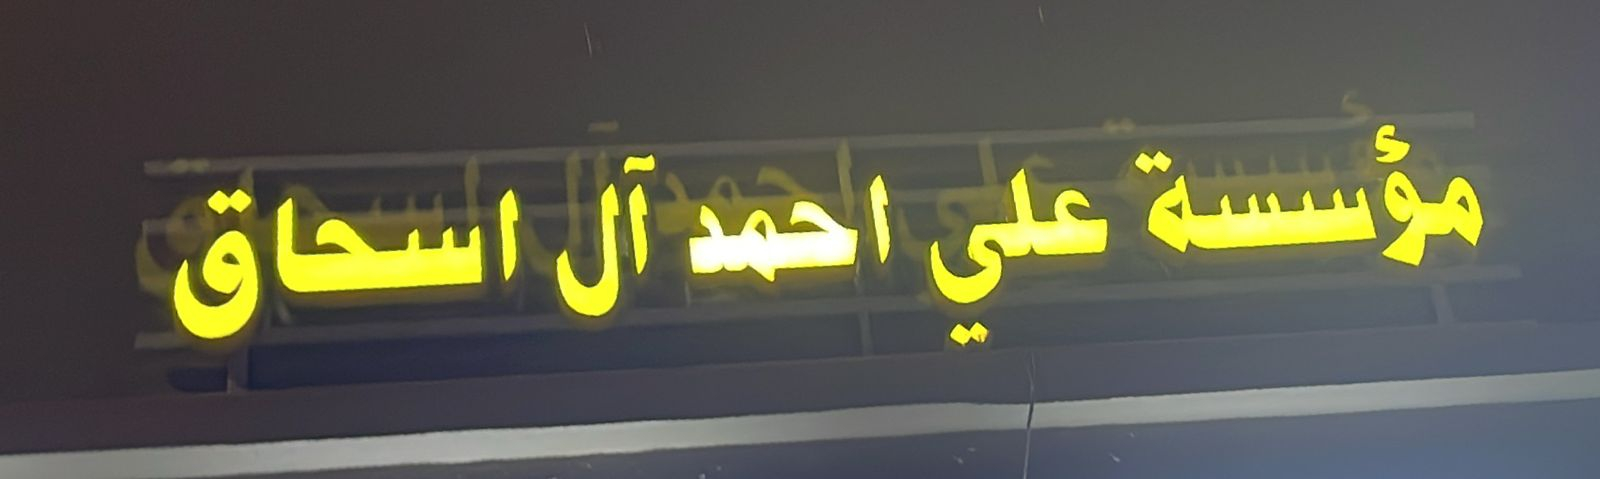 مؤسسة علي احمد آل اسحاق